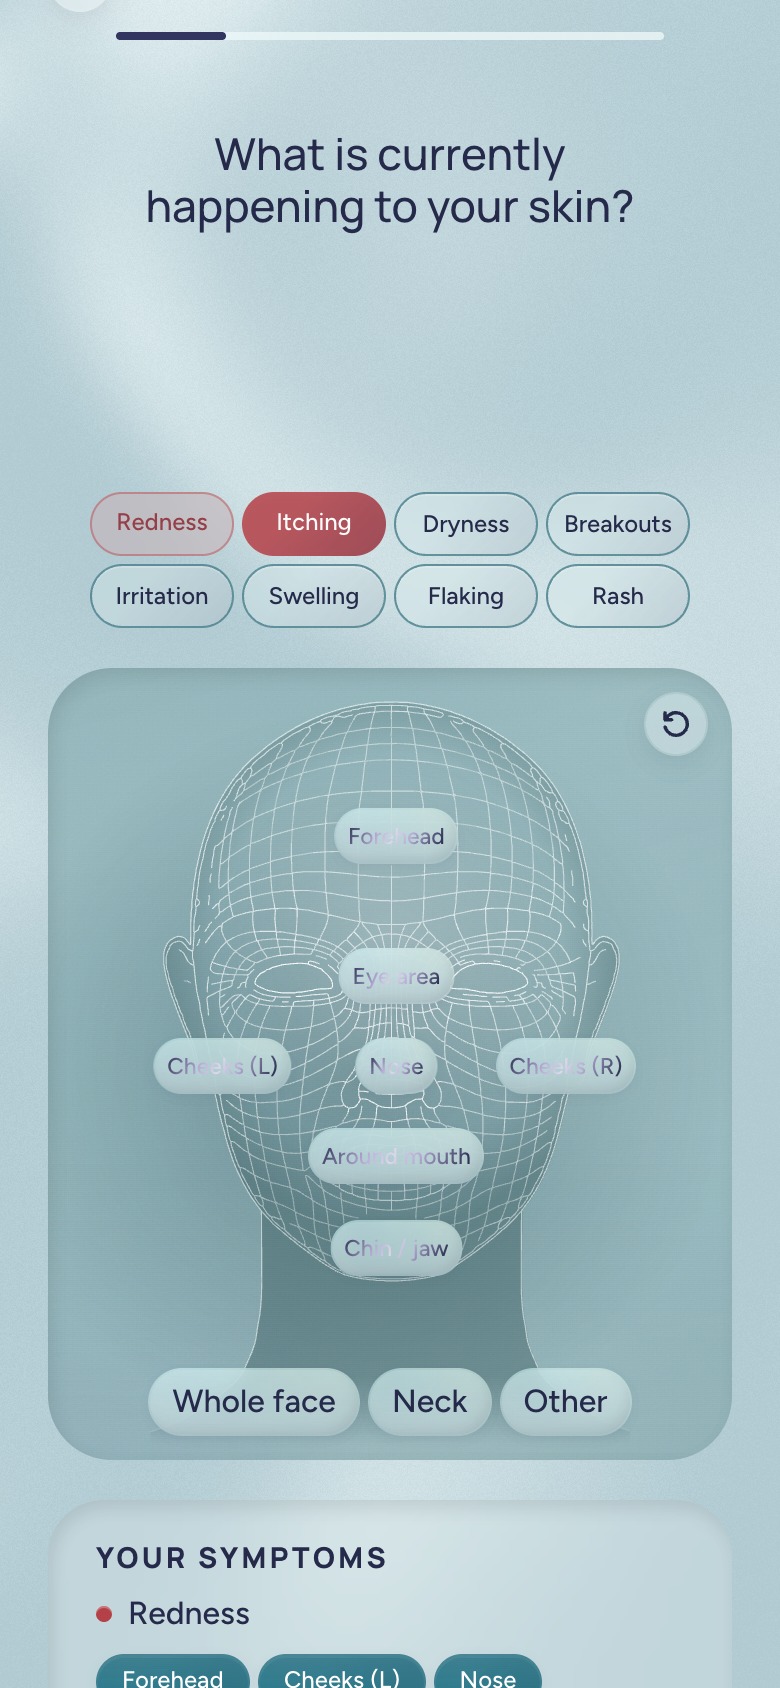 What is currently
happening to your skin?
Redness Itching Dryness Breakouts
Irritation Swelling Flaking Rash
Forehead
Eye area
Cheeks (L) Nose Cheeks (R)
Around mouth
Chin / jaw
Whole face Neck Other
YOUR SYMPTOMS
Redness
Forehead Cheeks (L) Nose